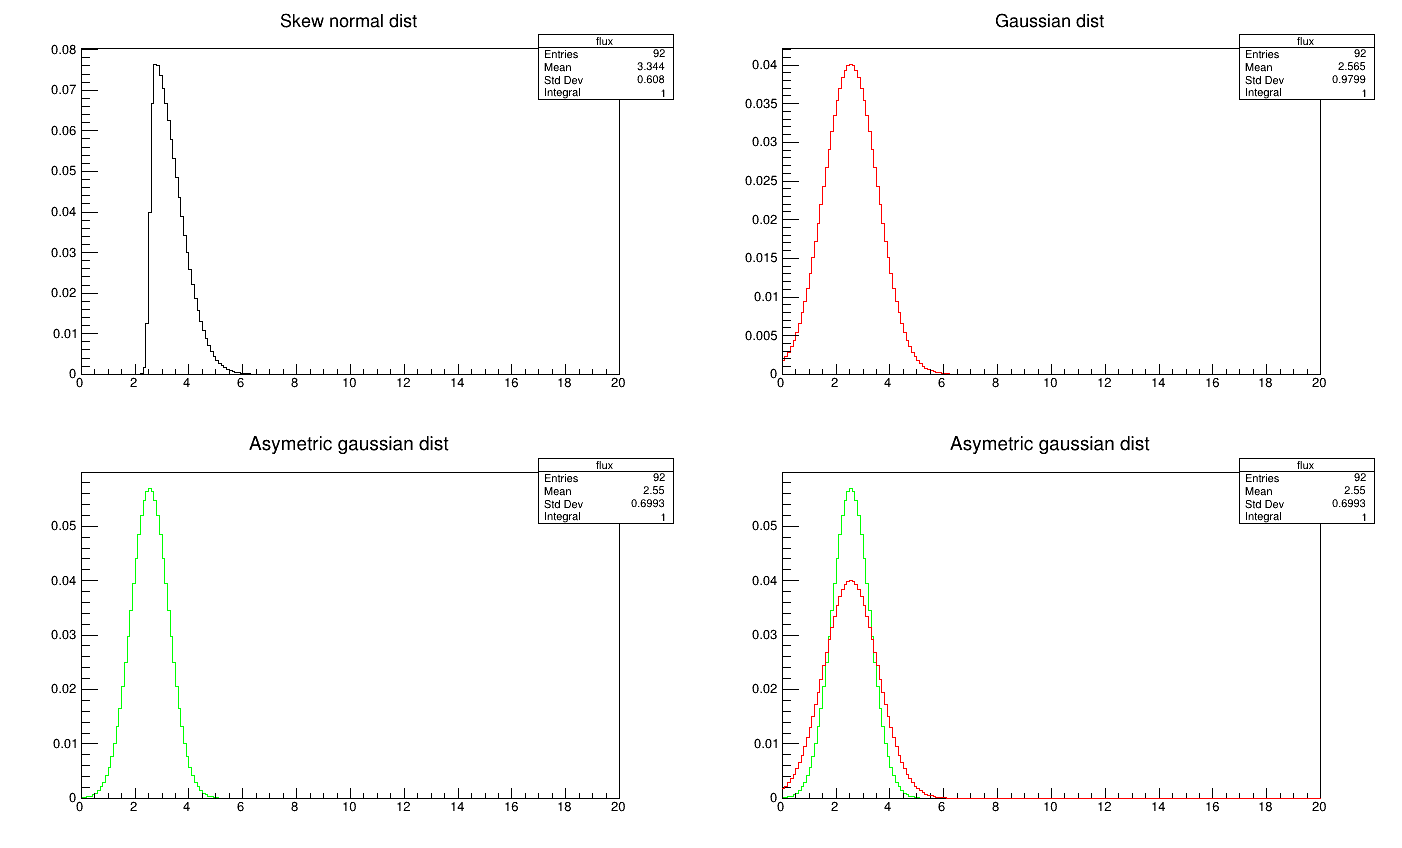 Skew normal dist
flux
Entries 92
Mean 3.344
Std Dev 0.608
Integral 1
0.08
0.07
0.06
0.05
0.04
0.03
0.02
0.01
0
0 2 4 6 8 10 12 14 16 18 20
Gaussian dist
flux
Entries 92
Mean 2.565
Std Dev 0.9799
Integral 1
0.04
0.035
0.03
0.025
0.02
0.015
0.01
0.005
0
0 2 4 6 8 10 12 14 16 18 20
Asymetric gaussian dist
flux
Entries 92
Mean 2.55
Std Dev 0.6993
Integral 1
0.05
0.04
0.03
0.02
0.01
0
0 2 4 6 8 10 12 14 16 18 20
Asymetric gaussian dist
flux
Entries 92
Mean 2.55
Std Dev 0.6993
Integral 1
0.05
0.04
0.03
0.02
0.01
0
0 2 4 6 8 10 12 14 16 18 20